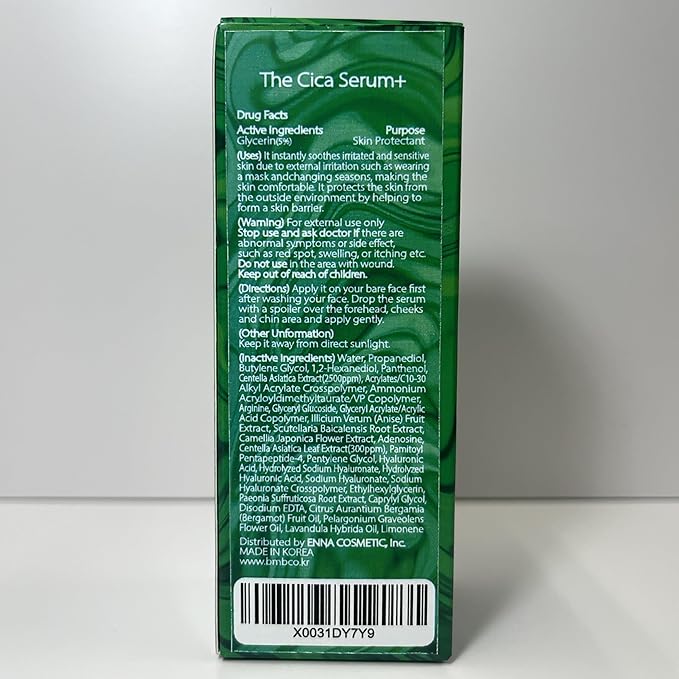 The Cica Serum+
Drug Facts
Active Ingredients Purpose
Glycerin(5%) Skin Protectant
(Uses) It instantly soothes irritated and sensitive
skin due to external irritation such as wearing
a mask andchanging seasons, making the
skin comfortable. It protects the skin from
the outside environment by helping to
form a skin barrier.
(Warning) For external use only
Stop use and ask doctor if there are
abnormal symptoms or side effect,
such as red spot, swelling, or itching etc.
Do not use in the area with wound.
Keep out of reach of children.
(Directions) Apply it on your bare face first
after washing your face. Drop the serum
with a spoiler over the forehead, cheeks
and chin area and apply gently.
(Other Unformation)
Keep it away from direct sunlight.
(Inactive Ingredients) Water, Propanediol,
Butylene Glycol, 1,2-Hexanediol, Panthenol,
Centella Asiatica Extract(2500ppm), Acrylates/C10-30
Alkyl Acrylate Crosspolymer, Ammonium
Acryloyldimethyltaurate/VP Copolymer,
Arginine, Glyceryl Glucoside, Glyceryl Acrylate/Acrylic
Acid Copolymer, Illicium Verum (Anise) Fruit
Extract, Scutellaria Baicalensis Root Extract,
Camellia Japonica Flower Extract, Adenosine,
Centella Asiatica Leaf Extract(300ppm), Pamitoyl
Pentapeptide-4, Pentylene Glycol, Hyaluronic
Acid, Hydrolyzed Sodium Hyaluronate, Hydrolyzed
Hyaluronic Acid, Sodium Hyaluronate, Sodium
Hyaluronate Crosspolymer, Ethylhexylglycerin,
Paeonia Suffruticosa Root Extract, Caprylyl Glycol,
Disodium EDTA, Citrus Aurantium Bergamia
(Bergamot) Fruit Oil, Pelargonium Graveolens
Flower Oil, Lavandula Hybrida Oil, Limonene
Distributed by ENNA COSMETIC, Inc.
MADE IN KOREA
www.bmbco.kr
X0031DY7Y9